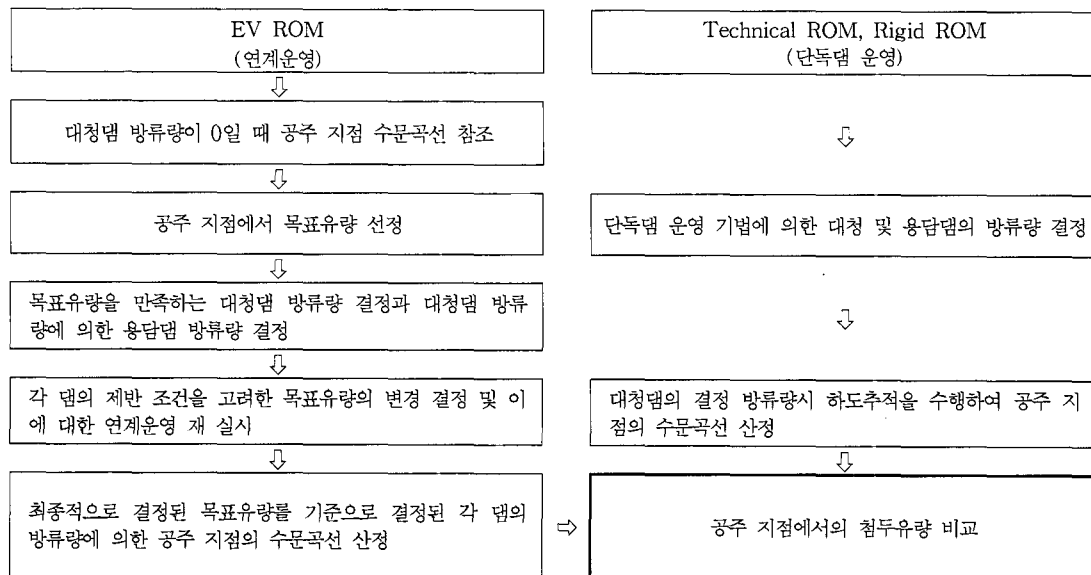 EV ROM
(연계운영)
대청댐 방류량이 0일 때 공주 지점 수문곡선 참조
공주 지점에서 목표유량 선정
목표유량을 만족하는 대청댐 방류량 결정과 대청댐 방류
량에 의한 용담댐 방류량 결정
각 댐의 제반 조건을 고려한 목표유량의 변경 결정 및 이
에 대한 연계운영 재 실시
최종적으로 결정된 목표유량를 기준으로 결정된 각 댐의
방류량에 의한 공주 지점의 수문곡선 산정
Technical ROM, Rigid ROM
(단독댐 운영)
단독댐 운영 기법에 의한 대청 및 용담댐의 방류량 결정
대청댐의 결정 방류량시 하도추적을 수행하여 공주 지
점의 수문곡선 산정
공주 지점에서의 첨두유량 비교